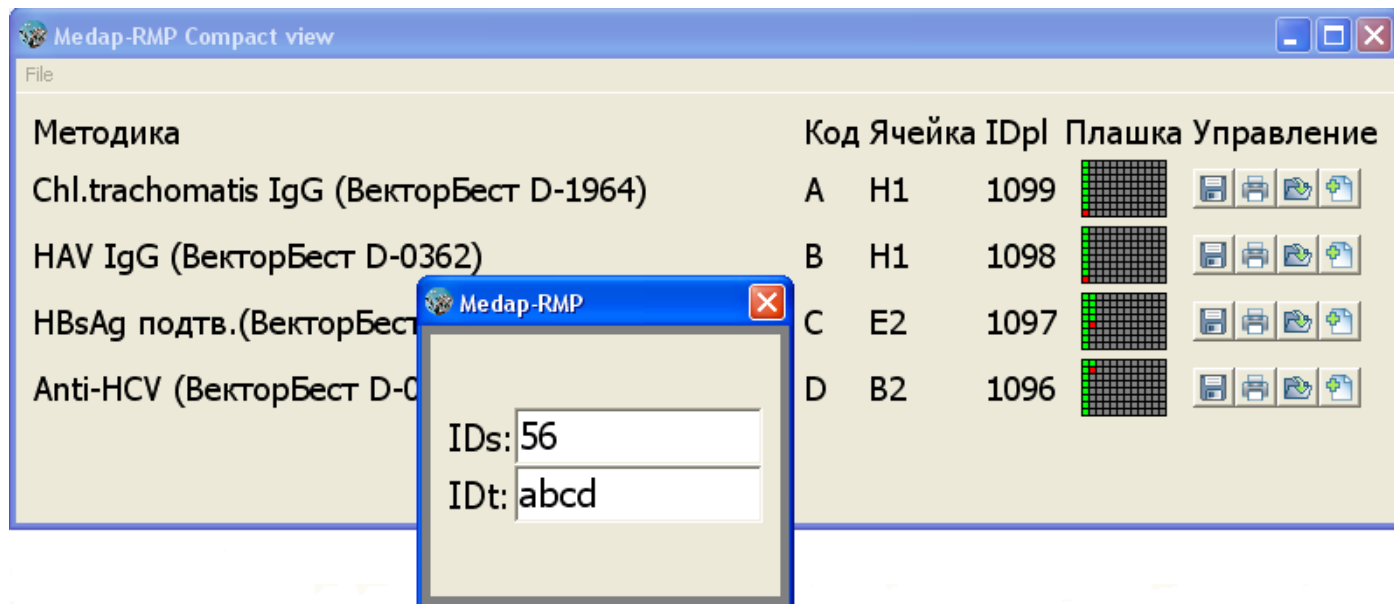 Medap-RMP Compact view
File
Методика Код Ячейка IDpl Плашка Управление
Chl.trachomatis IgG (ВекторБест D-1964) A H1 1099
HAV IgG (ВекторБест D-0362) B H1 1098
HBsAg подтв.(ВекторБест C E2 1097
Anti-HCV (ВекторБест D-0 D B2 1096
Medap-RMP
IDs: 56
IDt: abcd